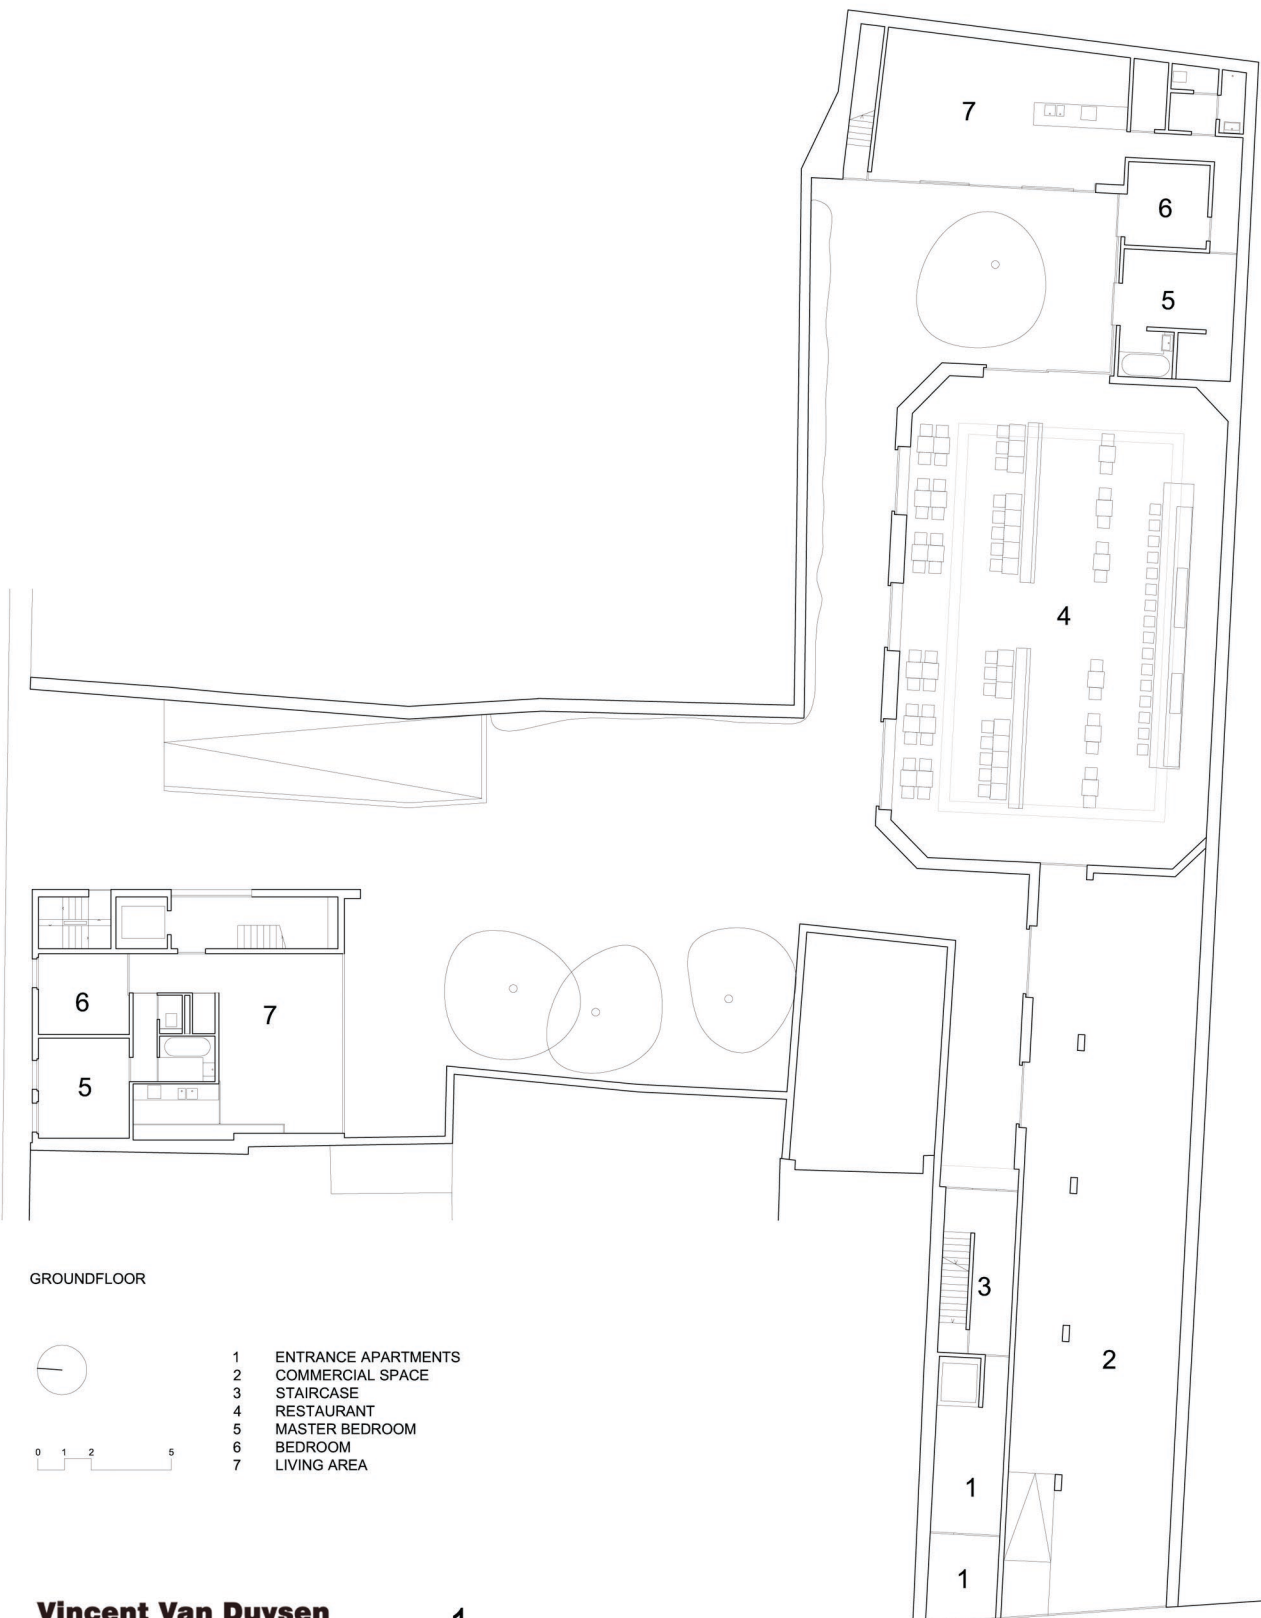 7
6
5
4
6
7
5
GROUNDFLOOR
3
1 ENTRANCE APARTMENTS
2 COMMERCIAL SPACE
3 STAIRCASE
4 RESTAURANT
5 MASTER BEDROOM
6 BEDROOM
7 LIVING AREA
2
0 1 2 5
1
1
Vincent Van Duysen